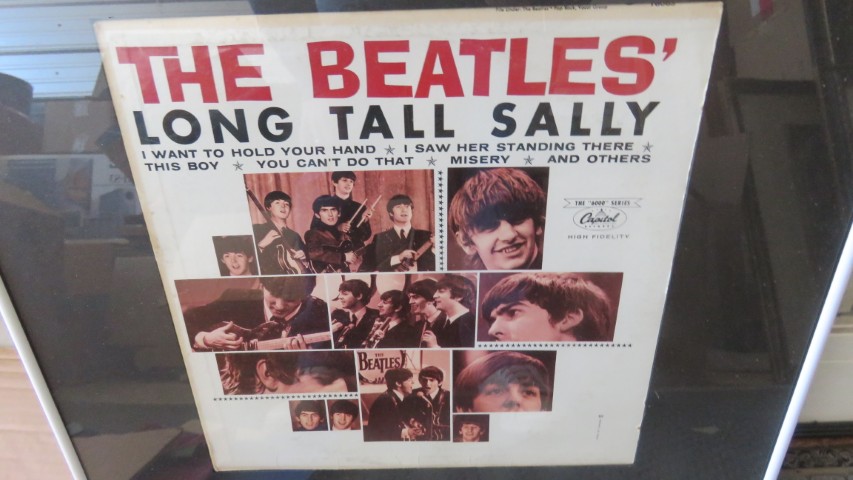 THE BEATLES'
LONG TALL SALLY
I WANT TO HOLD YOUR HAND ★ I SAW HER STANDING THERE ★
THIS BOY ★ YOU CAN'T DO THAT ★ MISERY ★ AND OTHERS
THE "6000" SERIES
Capitol
RECORDS
HIGH FIDELITY
THE
BEATLES